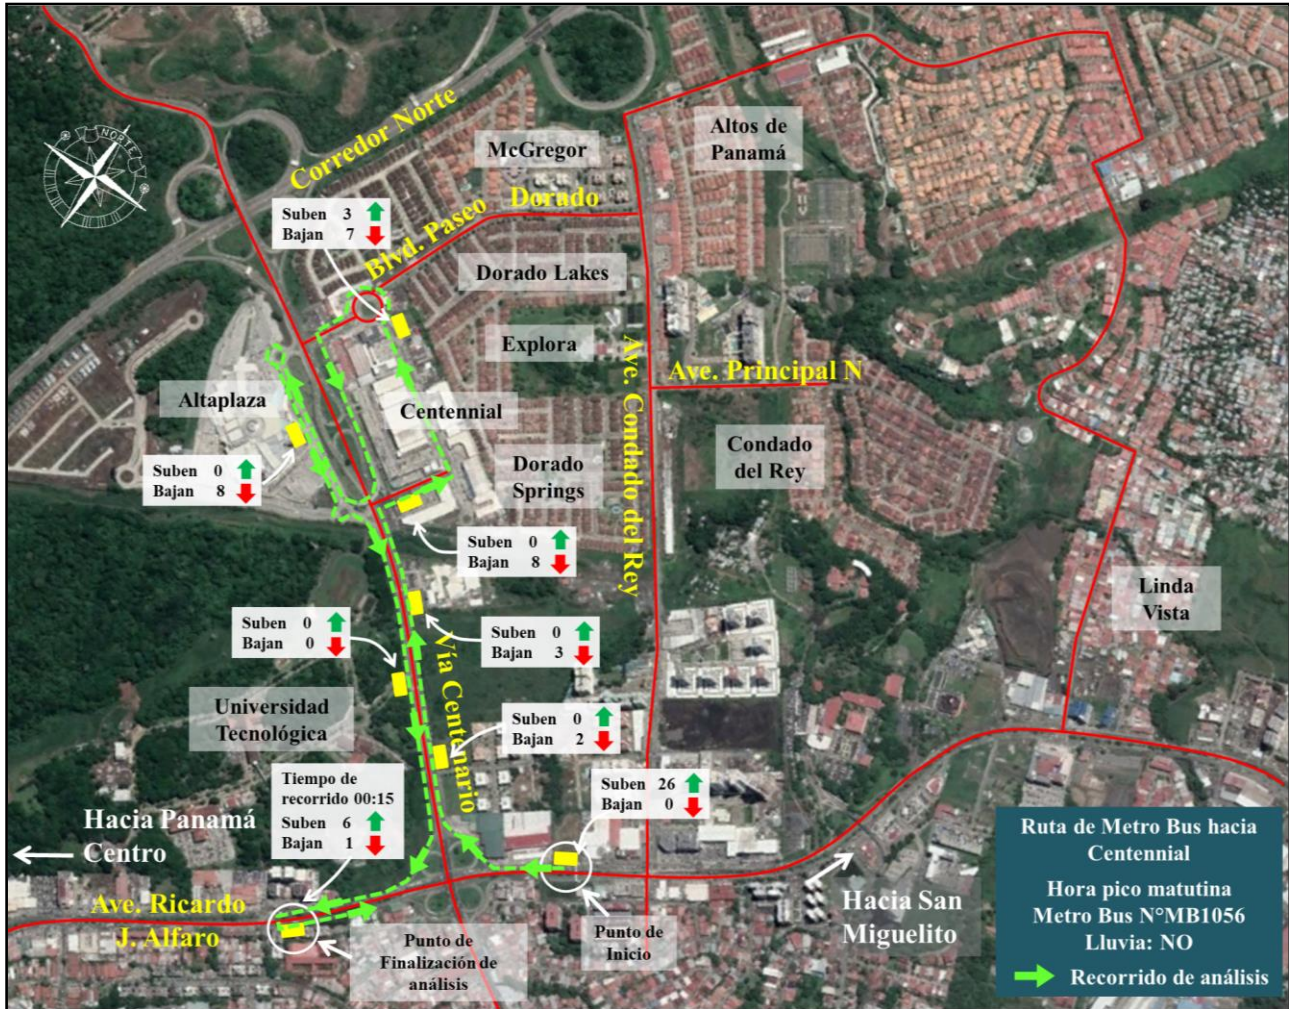 NORTE
Corredor Norte
McGregor
Altos de
Panamá
Suben 3
Bajan 7
Blvd. Paseo
Dorado
Dorado Lakes
Explora
Ave. Condado del Rey
Ave. Principal N
Altaplaza
Centennial
Condado
del Rey
Suben 0
Bajan 8
Dorado
Springs
Suben 0
Bajan 8
Linda
Vista
Suben 0
Bajan 0
Suben 0
Bajan 3
Vía Centenario
Universidad
Tecnológica
Suben 0
Bajan 2
Tiempo de
recorrido 00:15
Suben 6
Bajan 1
Suben 26
Bajan 0
Hacia Panamá
Centro
Ave. Ricardo
J. Alfaro
Punto de
Finalización de
análisis
Punto de
Inicio
Hacia San
Miguelito
Ruta de Metro Bus hacia
Centennial
Hora pico matutina
Metro Bus N°MB1056
Lluvia: NO
Recorrido de análisis